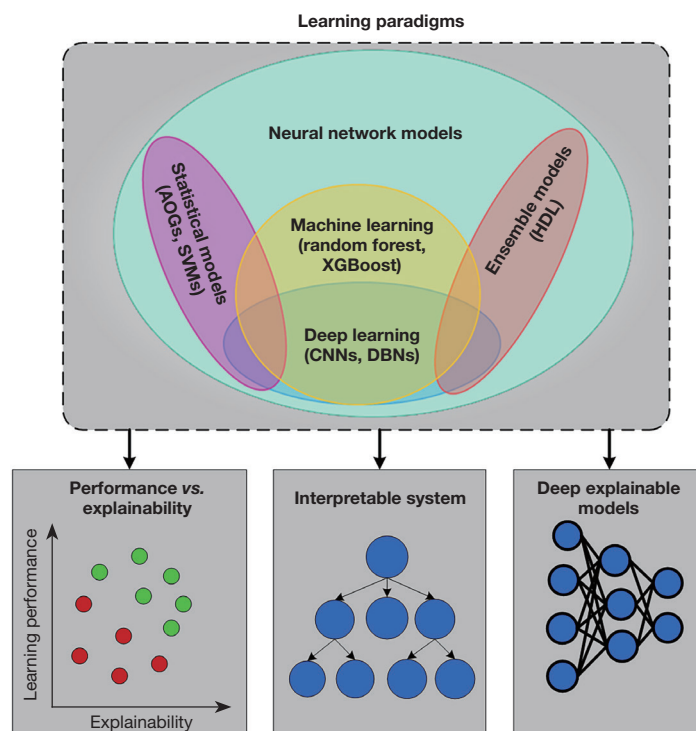 Learning paradigms
Neural network models
Statistical models
(AOGs, SVMs)
Machine learning
(random forest,
XGBoost)
Ensemble models
(HDL)
Deep learning
(CNNs, DBNs)
Performance vs.
explainability
Learning performance
Explainability
Interpretable system
Deep explainable
models